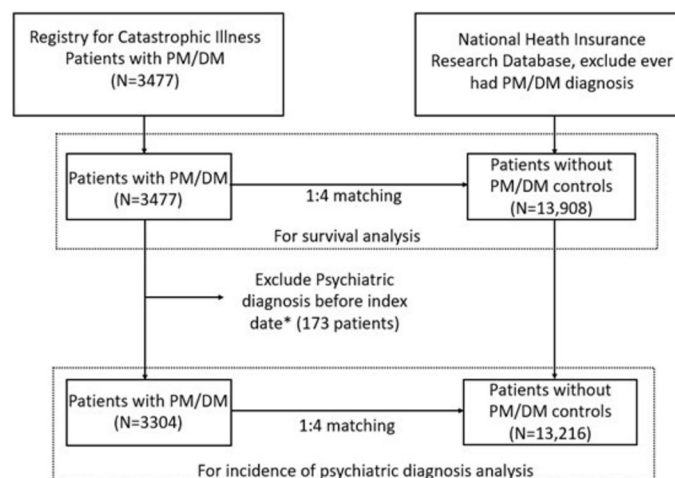 Registry for Catastrophic Illness
Patients with PM/DM
(N=3477)
National Heath Insurance
Research Database, exclude ever
had PM/DM diagnosis
Patients with PM/DM
(N=3477)
1:4 matching
Patients without
PM/DM controls
(N=13,908)
For survival analysis
Exclude Psychiatric
diagnosis before index
date* (173 patients)
Patients with PM/DM
(N=3304)
1:4 matching
Patients without
PM/DM controls
(N=13,216)
For incidence of psychiatric diagnosis analysis